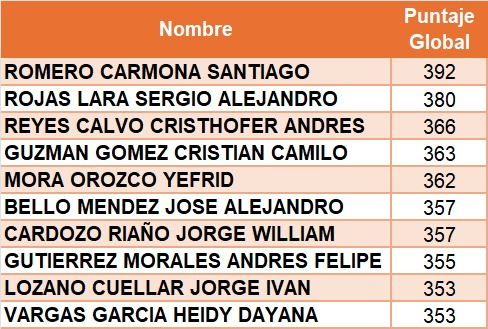 Nombre Puntaje Global
ROMERO CARMONA SANTIAGO 392
ROJAS LARA SERGIO ALEJANDRO 380
REYES CALVO CRISTHOFER ANDRES 366
GUZMAN GOMEZ CRISTIAN CAMILO 363
MORA OROZCO YEFRID 362
BELLO MENDEZ JOSE ALEJANDRO 357
CARDOZO RIAÑO JORGE WILLIAM 357
GUTIERREZ MORALES ANDRES FELIPE 355
LOZANO CUELLAR JORGE IVAN 353
VARGAS GARCIA HEIDY DAYANA 353